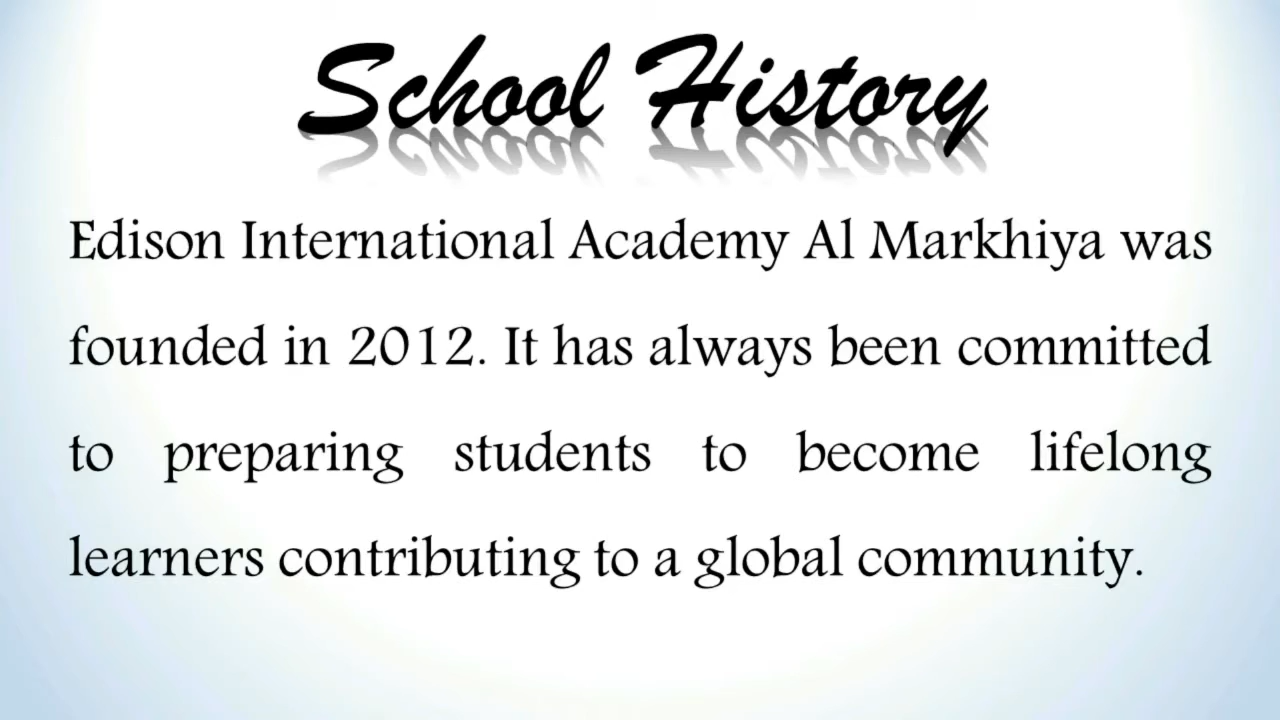 School History
Edison International Academy Al Markhiya was
founded in 2012. It has always been committed
to preparing students to become lifelong
learners contributing to a global community.